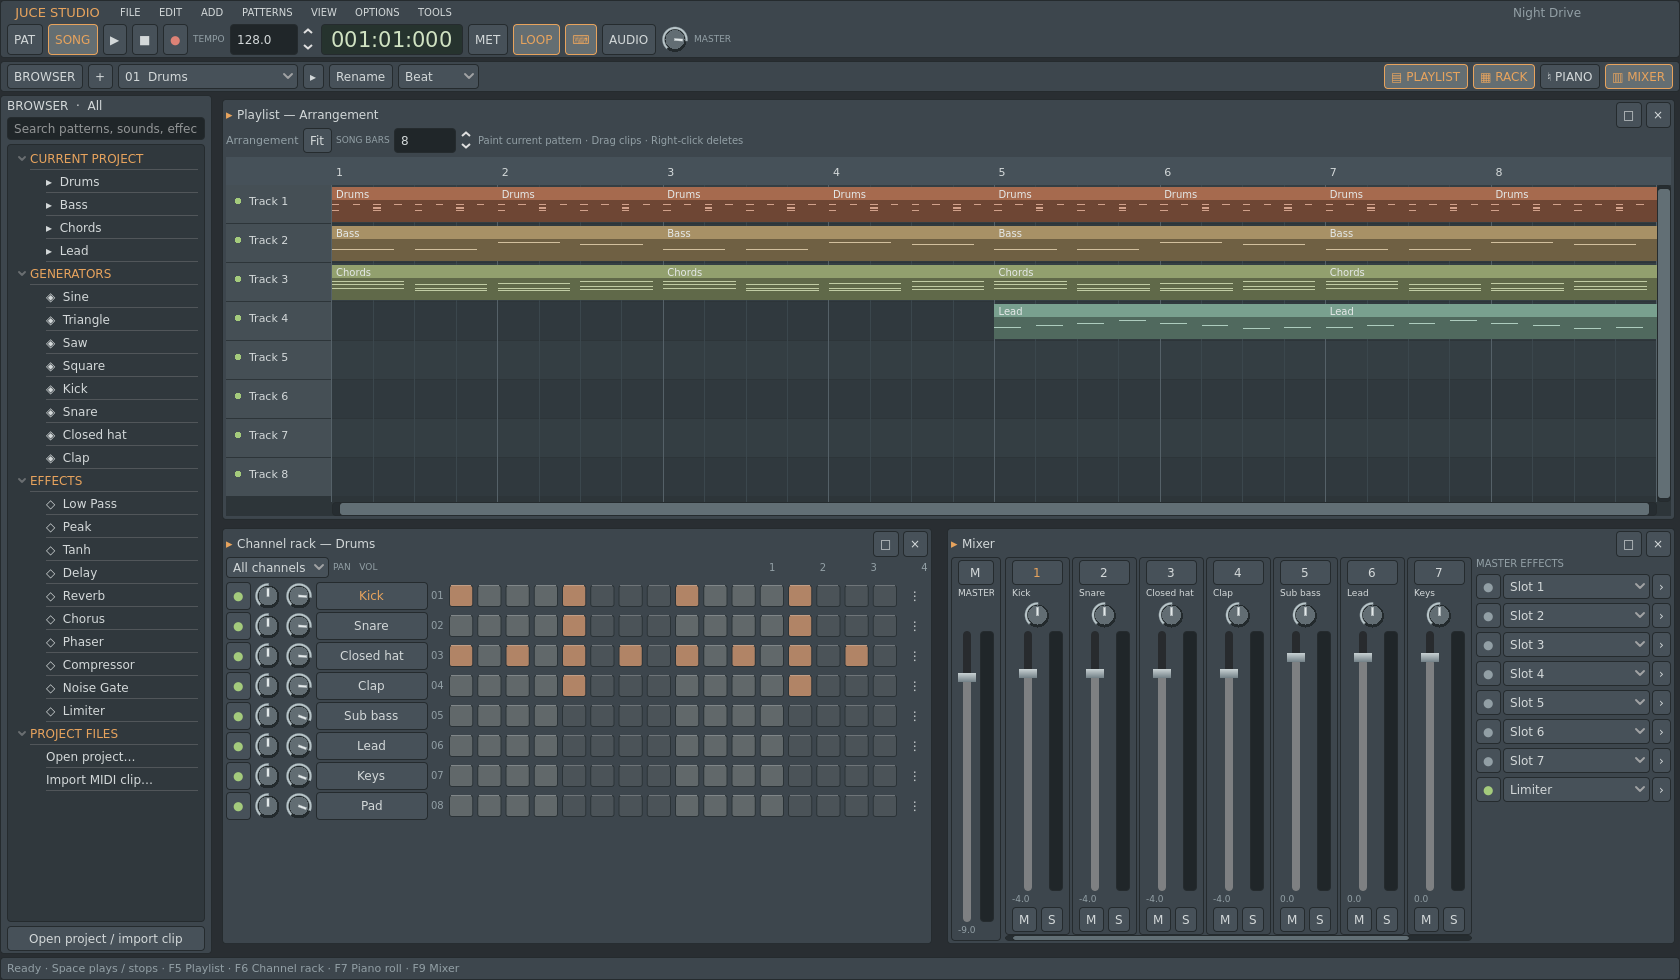 JUCE STUDIO FILE EDIT ADD PATTERNS VIEW OPTIONS TOOLS Night Drive
PAT SONG TEMPO 128.0 001:01:000 MET LOOP AUDIO MASTER
BROWSER + 01 Drums Rename Beat PLAYLIST RACK PIANO MIXER
BROWSER · All
Search patterns, sounds, effec
CURRENT PROJECT
Drums
Bass
Chords
Lead
GENERATORS
Sine
Triangle
Saw
Square
Kick
Snare
Closed hat
Clap
EFFECTS
Low Pass
Peak
Tanh
Delay
Reverb
Chorus
Phaser
Compressor
Noise Gate
Limiter
PROJECT FILES
Open project...
Import MIDI clip...
Open project / import clip
Playlist — Arrangement
Arrangement Fit SONG BARS 8 Paint current pattern · Drag clips · Right-click deletes
1 2 3 4 5 6 7 8
Track 1 Drums Drums Drums Drums Drums Drums Drums Drums
Track 2 Bass Bass Bass Bass
Track 3 Chords Chords Chords Chords
Track 4 Lead Lead
Track 5
Track 6
Track 7
Track 8
Channel rack — Drums
All channels PAN VOL 1 2 3 4
Kick 01
Snare 02
Closed hat 03
Clap 04
Sub bass 05
Lead 06
Keys 07
Pad 08
Mixer
M 1 2 3 4 5 6 7
MASTER Kick Snare Closed hat Clap Sub bass Lead Keys
-4.0 -4.0 -4.0 -4.0 0.0 0.0 0.0
M S M S M S M S M S M S M S
-9.0
MASTER EFFECTS
Slot 1
Slot 2
Slot 3
Slot 4
Slot 5
Slot 6
Slot 7
Limiter
Ready · Space plays / stops · F5 Playlist · F6 Channel rack · F7 Piano roll · F9 Mixer